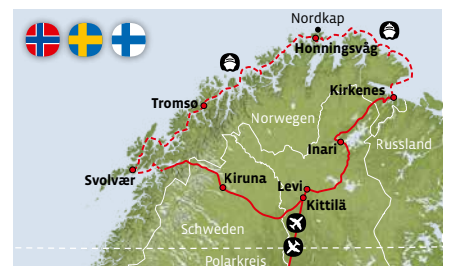 Nordkap
Honningsvåg
Kirkenes
Tromsø
Norwegen
Russland
Inari
Svolvær
Kiruna
Levi
Kittilä
Schweden
Polarkreis